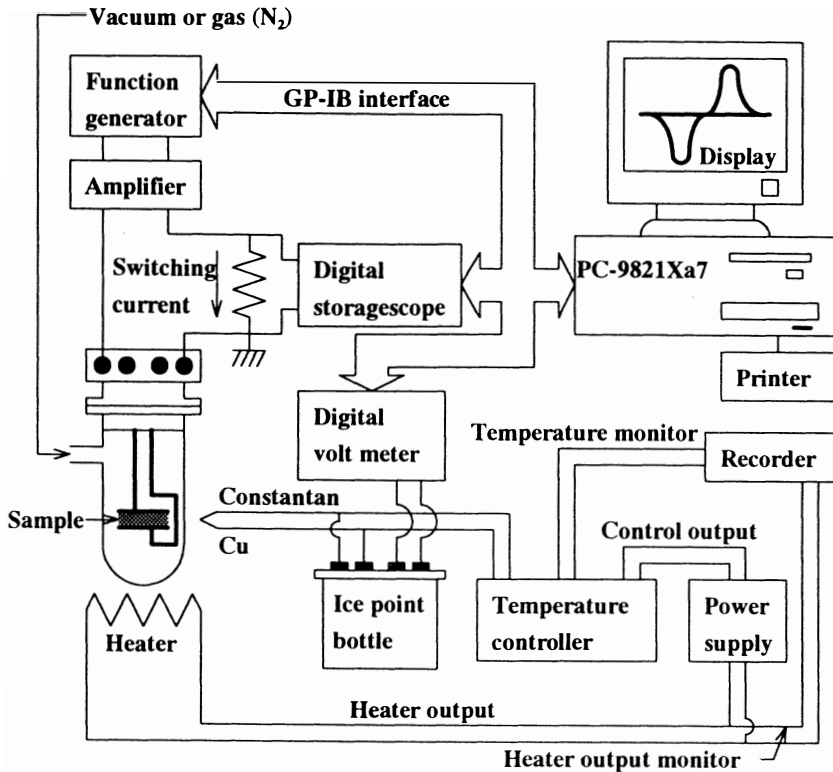 Vacuum or gas (N₂)
Function
generator
GP-IB interface
Display
Amplifier
Switching
current
Digital
storagescope
PC-9821Xa7
Printer
Digital
volt meter
Temperature monitor
Recorder
Sample
Constantan
Cu
Control output
Ice point
bottle
Temperature
controller
Power
supply
Heater
Heater output
Heater output monitor